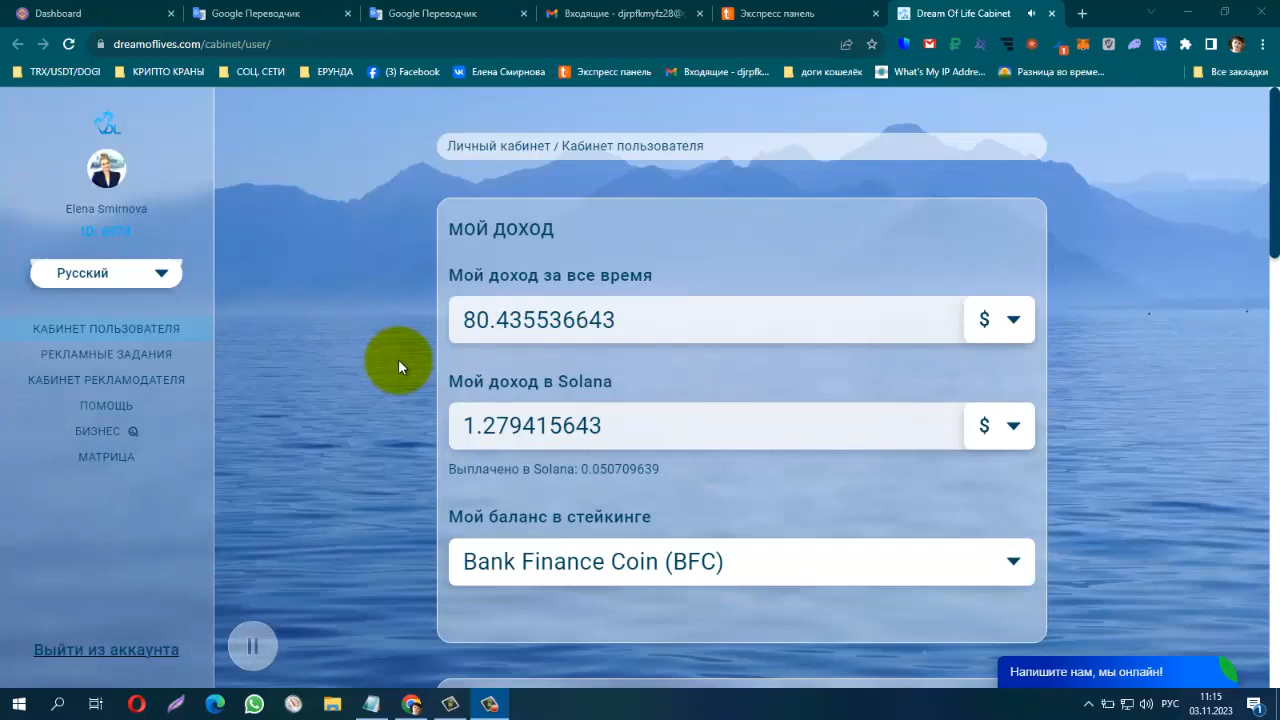 Dashboard
Google Переводчик
Google Переводчик
Входящие - djrpfkmyfz28@
Экспресс панель
Dream Of Life Cabinet
dreamoflives.com/cabinet/user/
TRX/USDT/DOGI
КРИПТО КРАНЫ
СОЦ. СЕТИ
ЕРУНДА
(3) Facebook
Елена Смирнова
Экспресс панель
Входящие - djrpfk...
доги кошелёк
What's My IP Addre...
Разница во време...
Все закладки
Elena Smirnova
Русский
КАБИНЕТ ПОЛЬЗОВАТЕЛЯ
РЕКЛАМНЫЕ ЗАДАНИЯ
КАБИНЕТ РЕКЛАМОДАТЕЛЯ
ПОМОЩЬ
БИЗНЕС
МАТРИЦА
Выйти из аккаунта
Личный кабинет / Кабинет пользователя
МОЙ ДОХОД
Мой доход за все время
80.435536643
$
Мой доход в Solana
1.279415643
$
Выплачено в Solana: 0.050709639
Мой баланс в стейкинге
Bank Finance Coin (BFC)
Напишите нам, мы онлайн!
РУС
11:15
03.11.2023